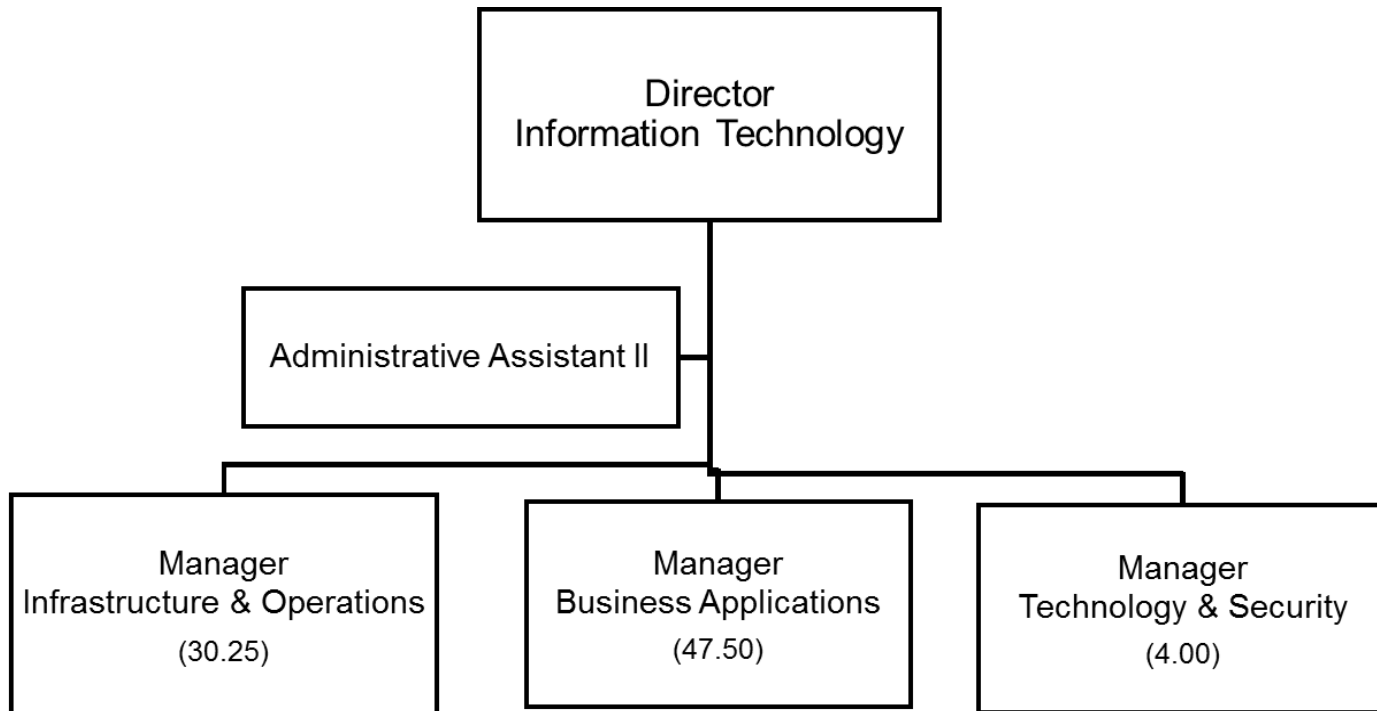 Director
Information Technology
Administrative Assistant II
Manager
Infrastructure & Operations
(30.25)
Manager
Business Applications
(47.50)
Manager
Technology & Security
(4.00)